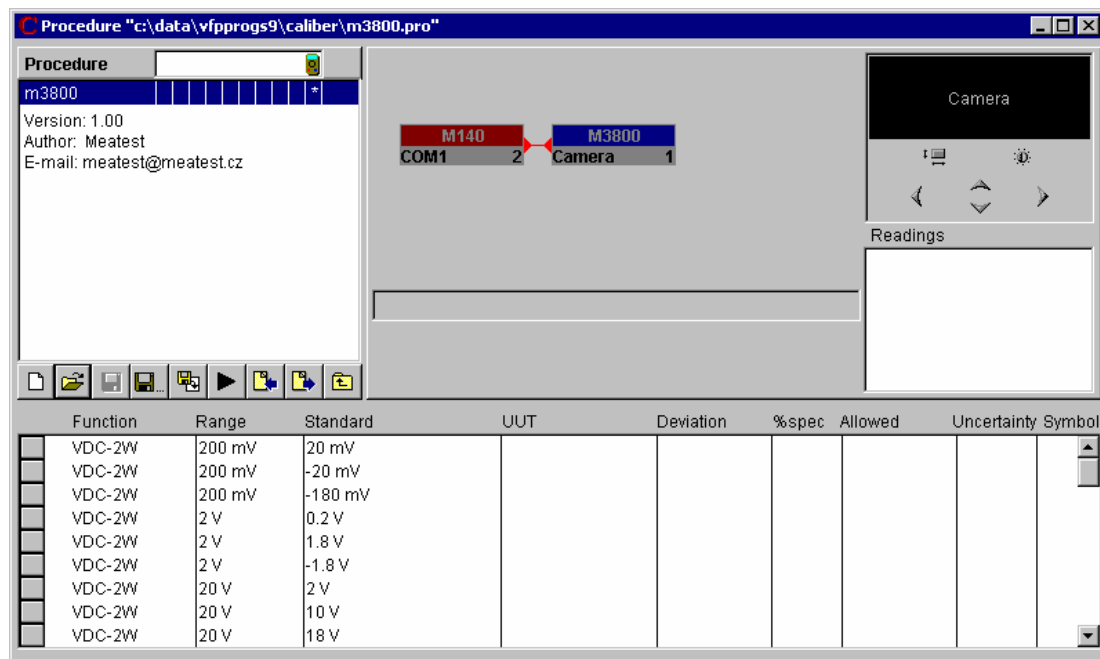 Procedure "c:\data\vfpprogs9\caliber\m3800.pro"
Procedure
m3800 *
Version: 1.00
Author: Meatest
E-mail: meatest@meatest.cz
M140 M3800
COM1 2 Camera 1
Camera
Readings
Function Range Standard UUT Deviation %spec Allowed Uncertainty Symbol
VDC-2W 200 mV 20 mV
VDC-2W 200 mV -20 mV
VDC-2W 200 mV -180 mV
VDC-2W 2 V 0.2 V
VDC-2W 2 V 1.8 V
VDC-2W 2 V -1.8 V
VDC-2W 20 V 2 V
VDC-2W 20 V 10 V
VDC-2W 20 V 18 V